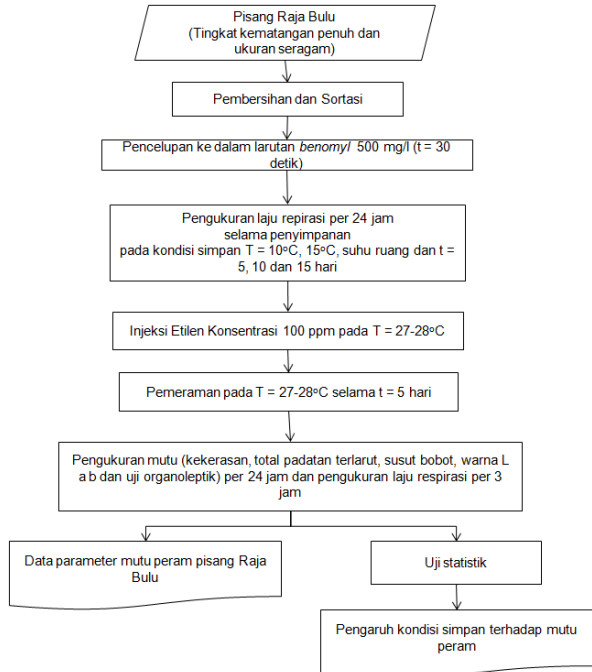 Pisang Raja Bulu
(Tingkat kematangan penuh dan
ukuran seragam)
Pembersihan dan Sortasi
Pencelupan ke dalam larutan benomyl 500 mg/l (t = 30
detik)
Pengukuran laju repirasi per 24 jam
selama penyimpanan
pada kondisi simpan T = 10°C, 15°C, suhu ruang dan t =
5, 10 dan 15 hari
Injeksi Etilen Konsentrasi 100 ppm pada T = 27-28°C
Pemeraman pada T = 27-28°C selama t = 5 hari
Pengukuran mutu (kekerasan, total padatan terlarut, susut bobot, warna L
a b dan uji organoleptik) per 24 jam dan pengukuran laju respirasi per 3
jam
Data parameter mutu peram pisang Raja
Bulu
Uji statistik
Pengaruh kondisi simpan terhadap mutu
peram